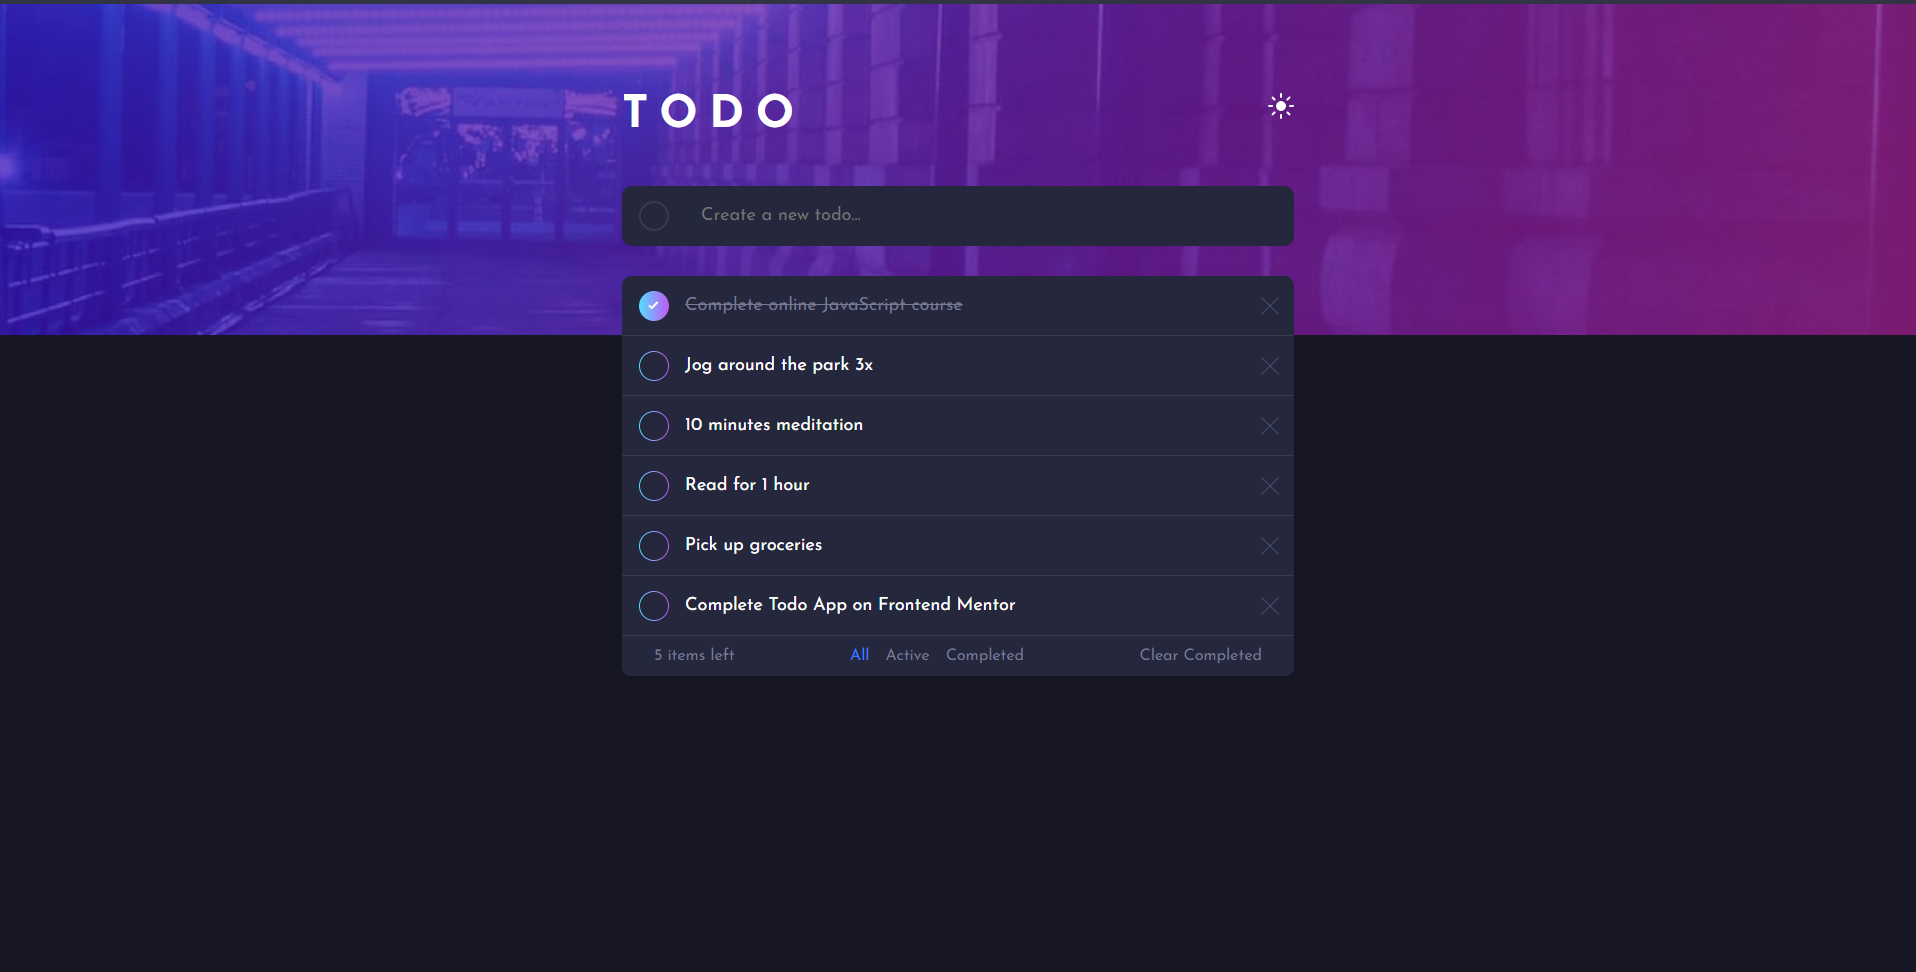 TODO
Create a new todo...
Complete online JavaScript course
Jog around the park 3x
10 minutes meditation
Read for 1 hour
Pick up groceries
Complete Todo App on Frontend Mentor
5 items left All Active Completed Clear Completed